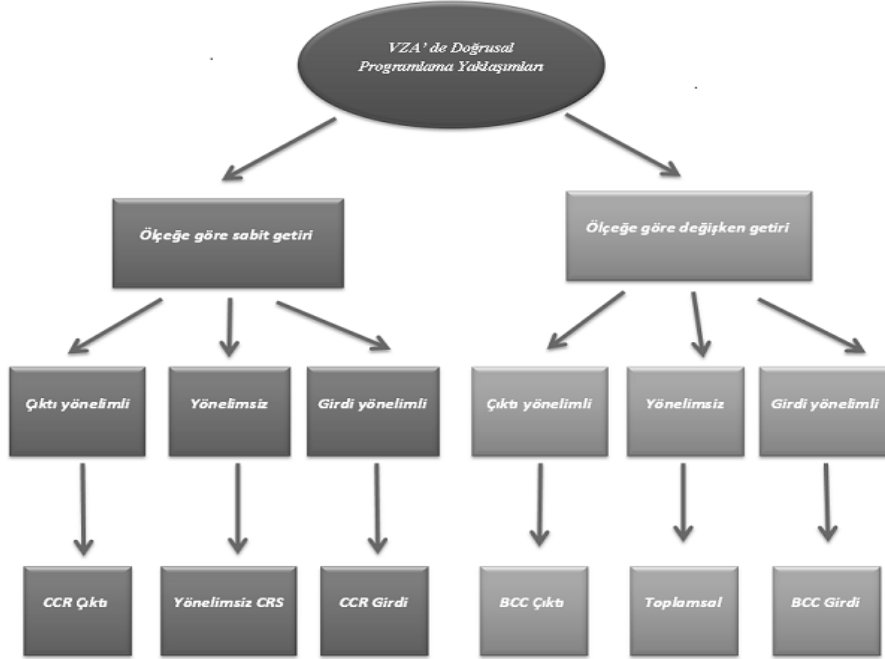 VZA' de Doğrusal
Programlama Yaklaşımları
Ölçeğe göre sabit getiri
Ölçeğe göre değişken getiri
Çıktı yönelimli
Yönelimsiz
Girdi yönelimli
Çıktı yönelimli
Yönelimsiz
Girdi yönelimli
CCR Çıktı
Yönelimsiz CRS
CCR Girdi
BCC Çıktı
Toplamsal
BCC Girdi